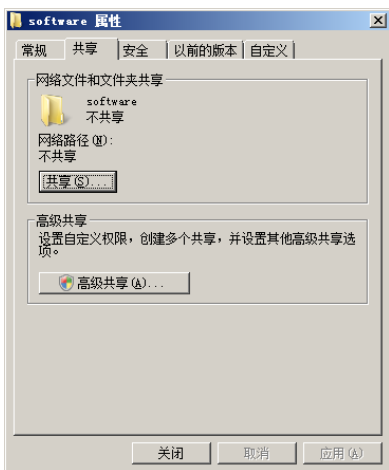 software 属性
常规 共享 安全 以前的版本 自定义
网络文件和文件夹共享
software
不共享
网络路径(N):
不共享
共享(S)...
高级共享
设置自定义权限，创建多个共享，并设置其他高级共享选
项。
高级共享(A)...
关闭 取消 应用(A)